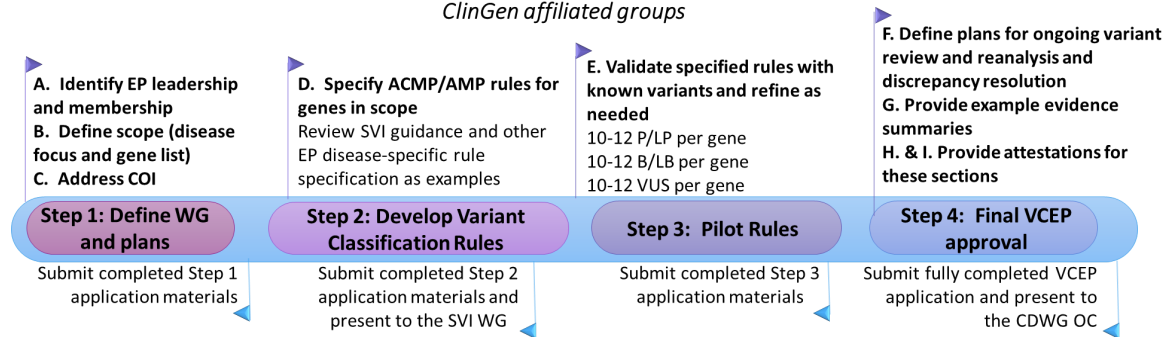 ClinGen affiliated groups
A. Identify EP leadership
and membership
B. Define scope (disease
focus and gene list)
C. Address COI
D. Specify ACMP/AMP rules for
genes in scope
Review SVI guidance and other
EP disease-specific rule
specification as examples
E. Validate specified rules with
known variants and refine as
needed
10-12 P/LP per gene
10-12 B/LB per gene
10-12 VUS per gene
F. Define plans for ongoing variant
review and reanalysis and
discrepancy resolution
G. Provide example evidence
summaries
H. & I. Provide attestations for
these sections
Step 1: Define WG
and plans
Step 2: Develop Variant
Classification Rules
Step 3: Pilot Rules
Step 4: Final VCEP
approval
Submit completed Step 1
application materials
Submit completed Step 2
application materials and
present to the SVI WG
Submit completed Step 3
application materials
Submit fully completed VCEP
application and present to
the CDWG OC